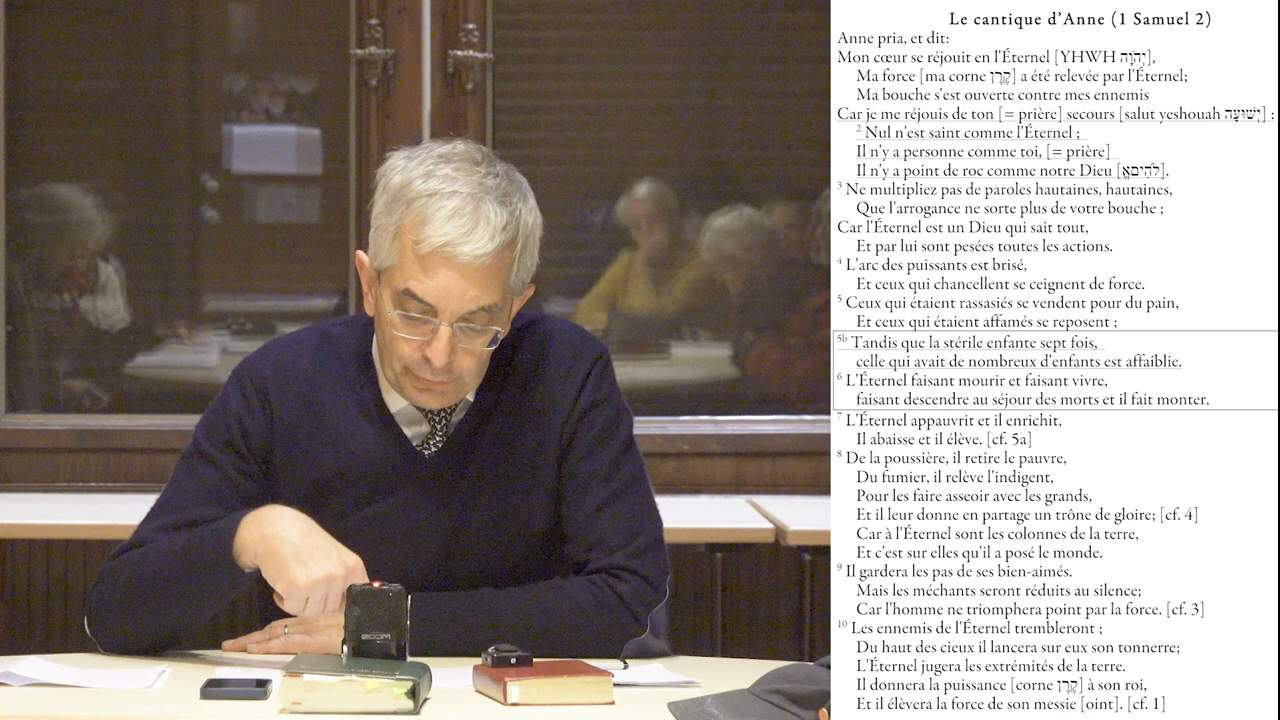 Le cantique d'Anne (1 Samuel 2)
Anne pria, et dit:
Mon cœur se réjouit en l'Éternel [YHWH יְהֹוָה],
Ma force [ma corne קֶרֶן] a été relevée par l'Éternel;
Ma bouche s'est ouverte contre mes ennemis
Car je me réjouis de ton [= prière] secours [salut yeshouah יְשׁוּעָה] :
2 Nul n'est saint comme l'Éternel ;
Il n'y a personne comme toi, [= prière]
Il n'y a point de roc comme notre Dieu [לֹהִיםאֱ].
3 Ne multipliez pas de paroles hautaines, hautaines,
Que l'arrogance ne sorte plus de votre bouche ;
Car l'Éternel est un Dieu qui sait tout,
Et par lui sont pesées toutes les actions.
4 L'arc des puissants est brisé,
Et ceux qui chancellent se ceignent de force.
5 Ceux qui étaient rassasiés se vendent pour du pain,
Et ceux qui étaient affamés se reposent ;
5b Tandis que la stérile enfante sept fois,
celle qui avait de nombreux d'enfants est affaiblie.
6 L'Éternel faisant mourir et faisant vivre,
faisant descendre au séjour des morts et il fait monter.
7 L'Éternel appauvrit et il enrichit,
Il abaisse et il élève. [cf. 5a]
8 De la poussière, il retire le pauvre,
Du fumier, il relève l'indigent,
Pour les faire asseoir avec les grands,
Et il leur donne en partage un trône de gloire; [cf. 4]
Car à l'Éternel sont les colonnes de la terre,
Et c'est sur elles qu'il a posé le monde.
9 Il gardera les pas de ses bien-aimés.
Mais les méchants seront réduits au silence;
Car l'homme ne triomphera point par la force. [cf. 3]
10 Les ennemis de l'Éternel trembleront ;
Du haut des cieux il lancera sur eux son tonnerre;
L'Éternel jugera les extrémités de la terre.
Il donnera la puissance [corne קֶרֶן] à son roi,
Et il élèvera la force de son messie [oint]. [cf. 1]
ZOOM